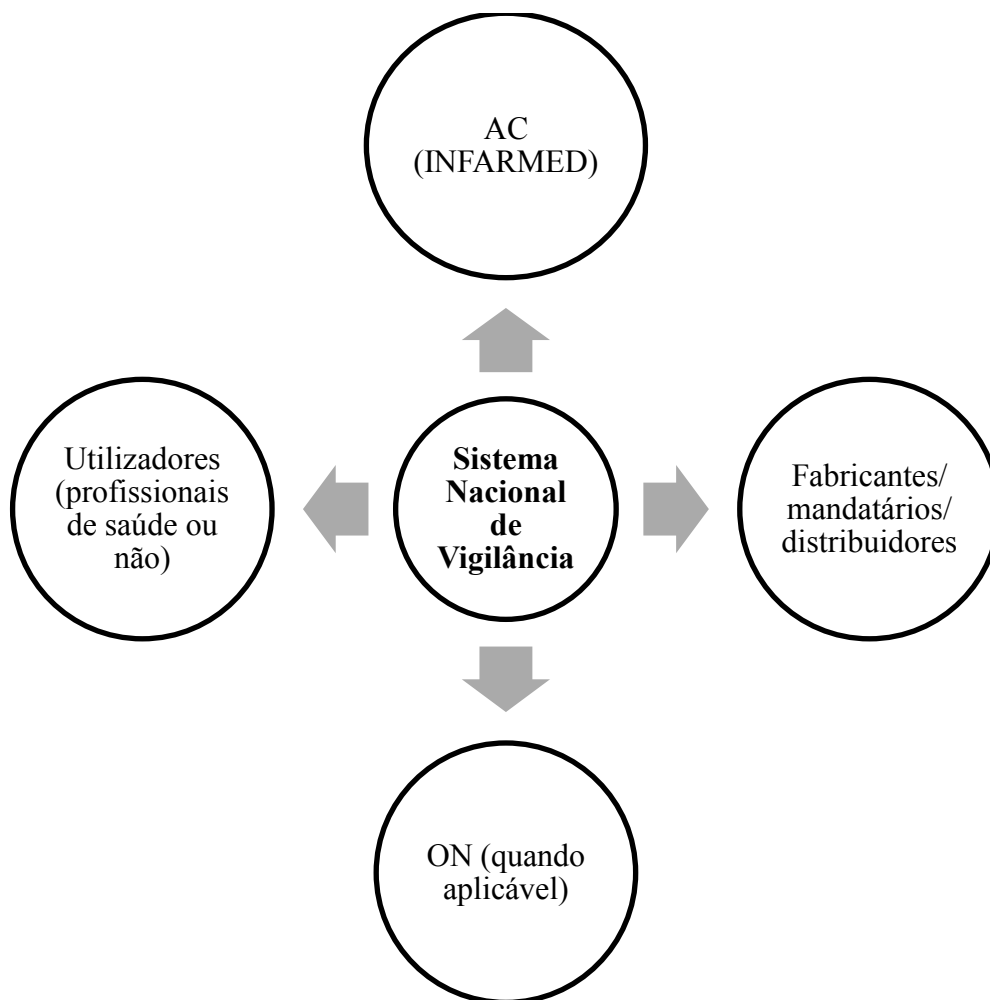 AC
(INFARMED)
Utilizadores
(profissionais
de saúde ou
não)
Sistema
Nacional
de
Vigilância
Fabricantes/
mandatários/
distribuidores
ON (quando
aplicável)